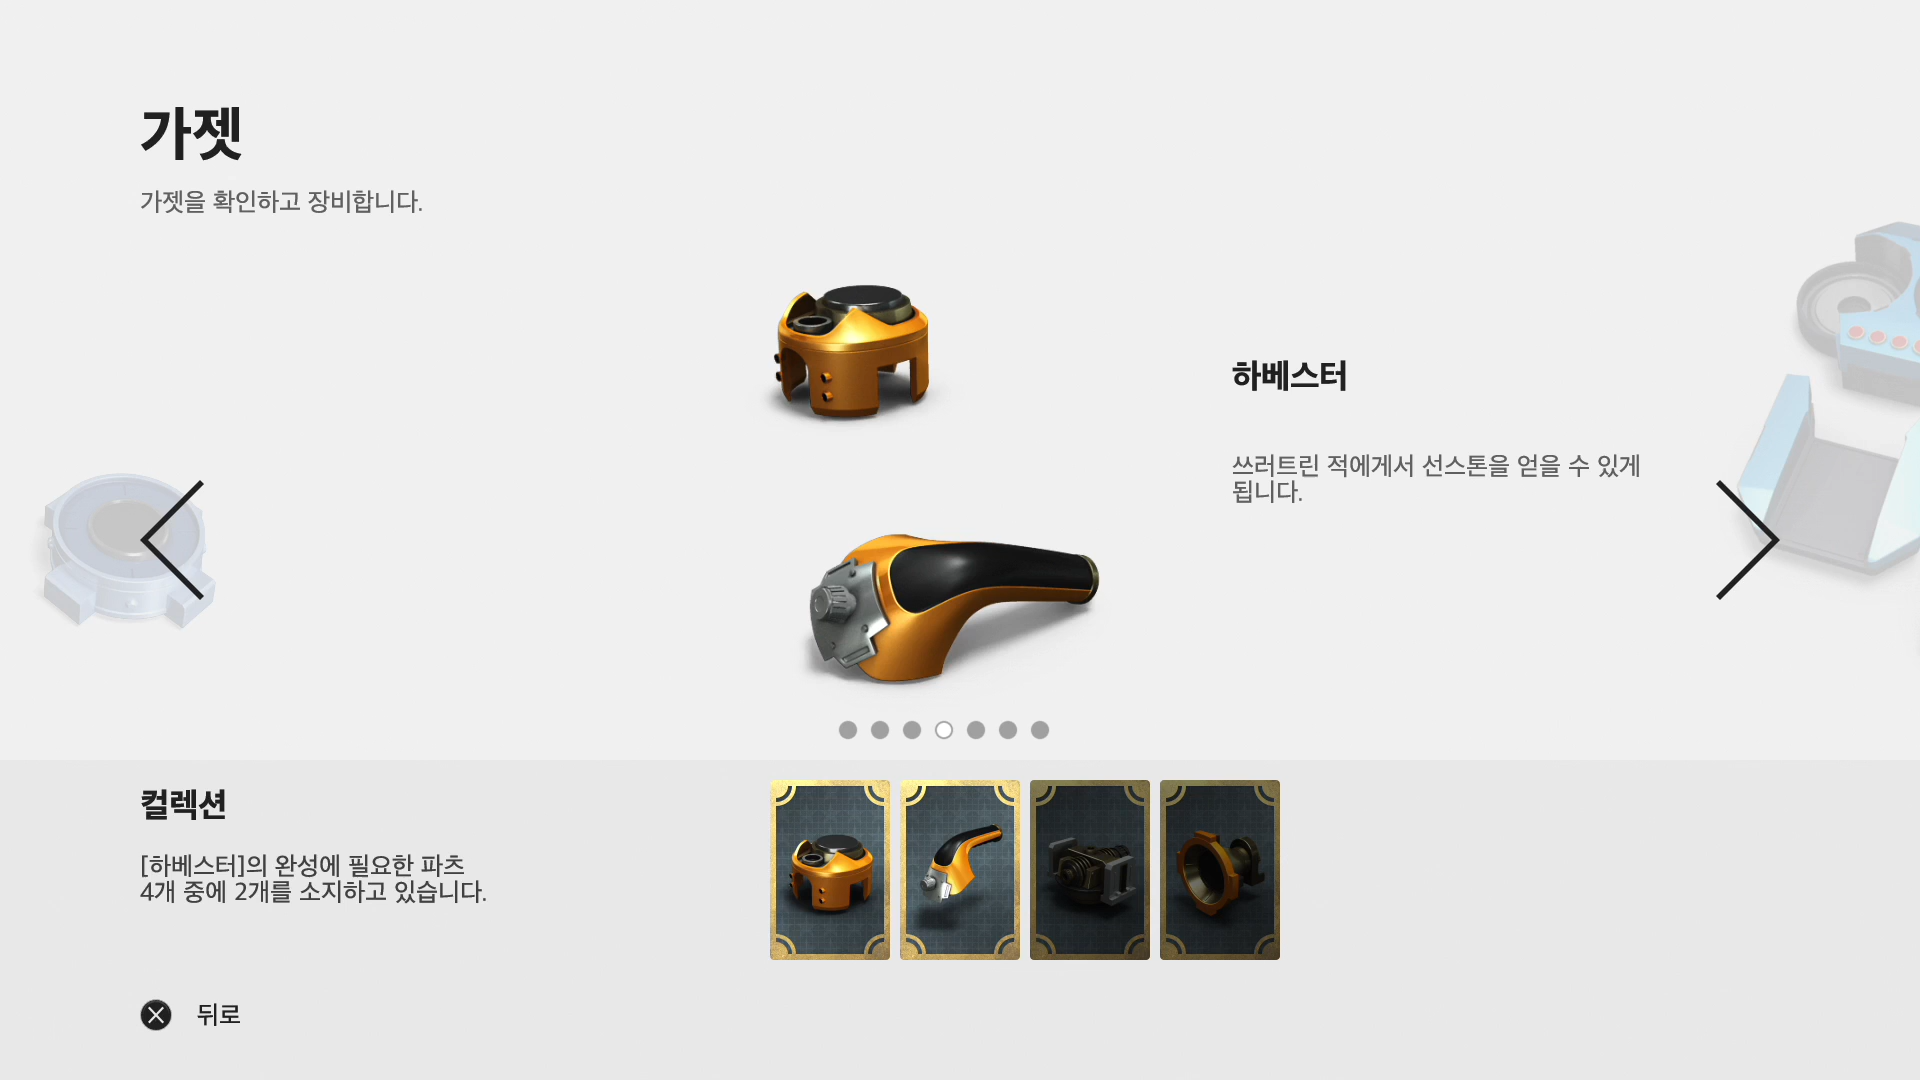 가젯
가젯을 확인하고 장비합니다.
하베스터
쓰러트린 적에게서 선스톤을 얻을 수 있게
됩니다.
컬렉션
[하베스터]의 완성에 필요한 파츠
4개 중에 2개를 소지하고 있습니다.
뒤로